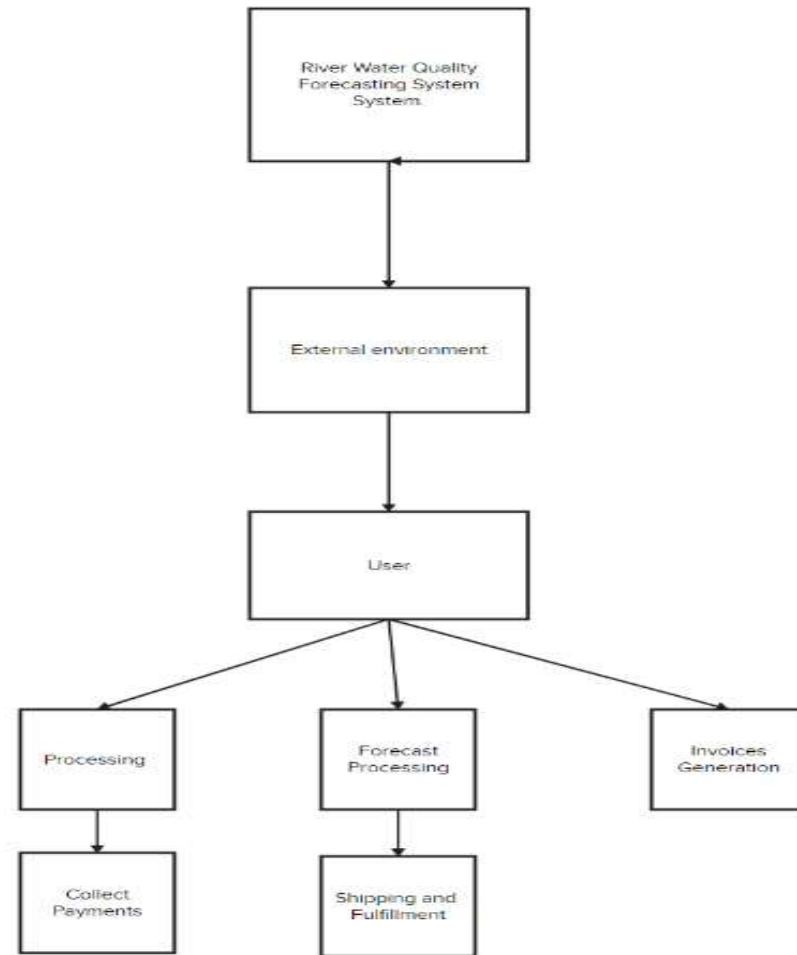 River Water Quality
Forecasting System
System
External environment
User
Processing
Forecast
Processing
Invoices
Generation
Collect
Payments
Shipping and
Fulfillment